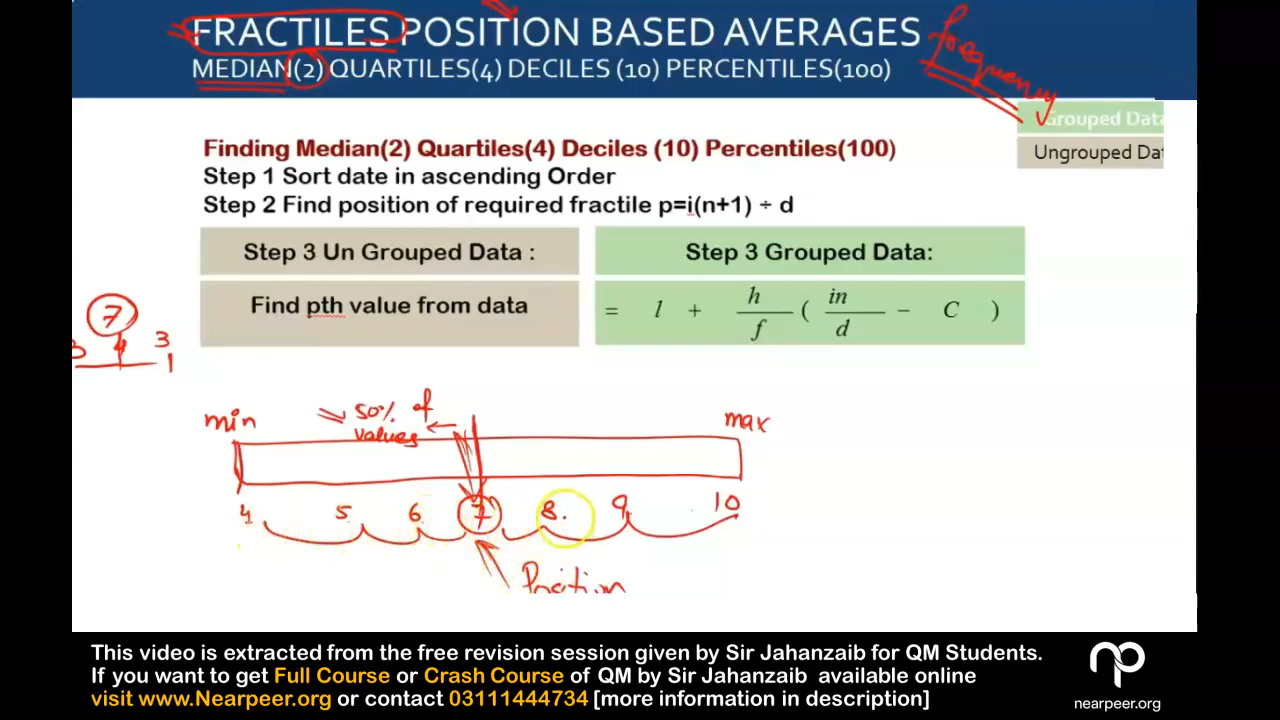 FRACTILES POSITION BASED AVERAGES
MEDIAN(2) QUARTILES(4) DECILES (10) PERCENTILES(100)
frequency
Grouped Data
Ungrouped Dat
Finding Median(2) Quartiles(4) Deciles (10) Percentiles(100)
Step 1 Sort date in ascending Order
Step 2 Find position of required fractile p=i(n+1) ÷ d
Step 3 Un Grouped Data :
Step 3 Grouped Data:
Find pth value from data
= l + h/f ( in/d − C )
7
3 4 3
1
min
50% of
values
max
4 5 6 7 8. 9 10
Position
This video is extracted from the free revision session given by Sir Jahanzaib for QM Students.
If you want to get Full Course or Crash Course of QM by Sir Jahanzaib available online
visit www.Nearpeer.org or contact 03111444734 [more information in description]
nearpeer.org